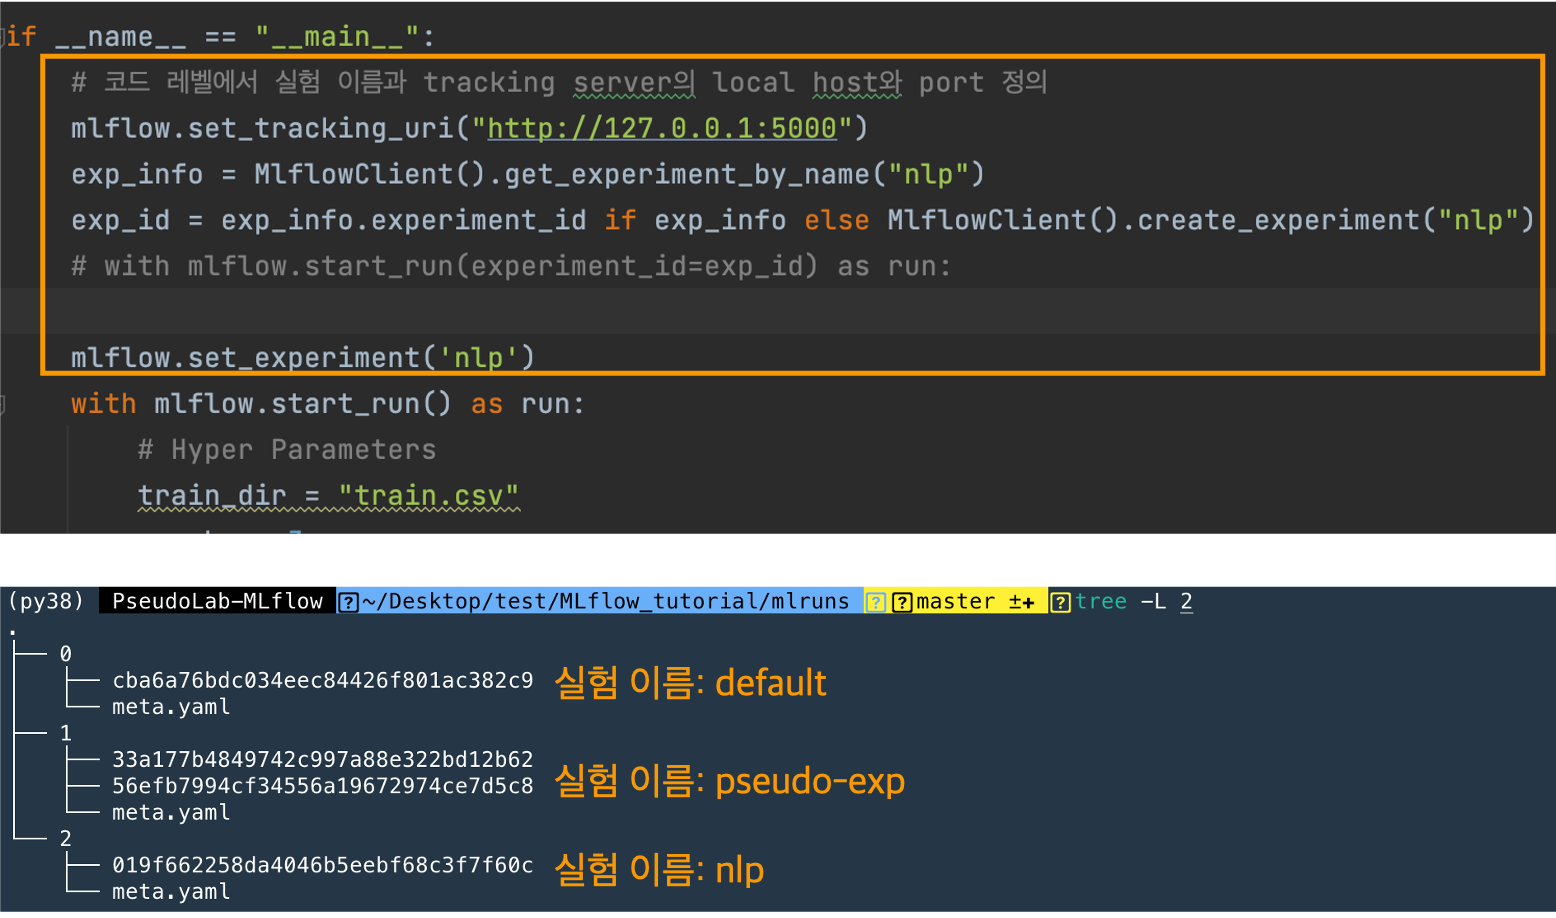 if __name__ == "__main__":
# 코드 레벨에서 실험 이름과 tracking server의 local host와 port 정의
mlflow.set_tracking_uri("http://127.0.0.1:5000")
exp_info = MlflowClient().get_experiment_by_name("nlp")
exp_id = exp_info.experiment_id if exp_info else MlflowClient().create_experiment("nlp")
# with mlflow.start_run(experiment_id=exp_id) as run:
mlflow.set_experiment('nlp')
with mlflow.start_run() as run:
# Hyper Parameters
train_dir = "train.csv"
(py38) PseudoLab-MLflow ~/Desktop/test/MLflow_tutorial/mlruns master ±✚ tree -L 2
.
0
cba6a76bdc034eec84426f801ac382c9 실험 이름: default
meta.yaml
1
33a177b4849742c997a88e322bd12b62
56efb7994cf34556a19672974ce7d5c8 실험 이름: pseudo-exp
meta.yaml
2
019f662258da4046b5eebf68c3f7f60c 실험 이름: nlp
meta.yaml